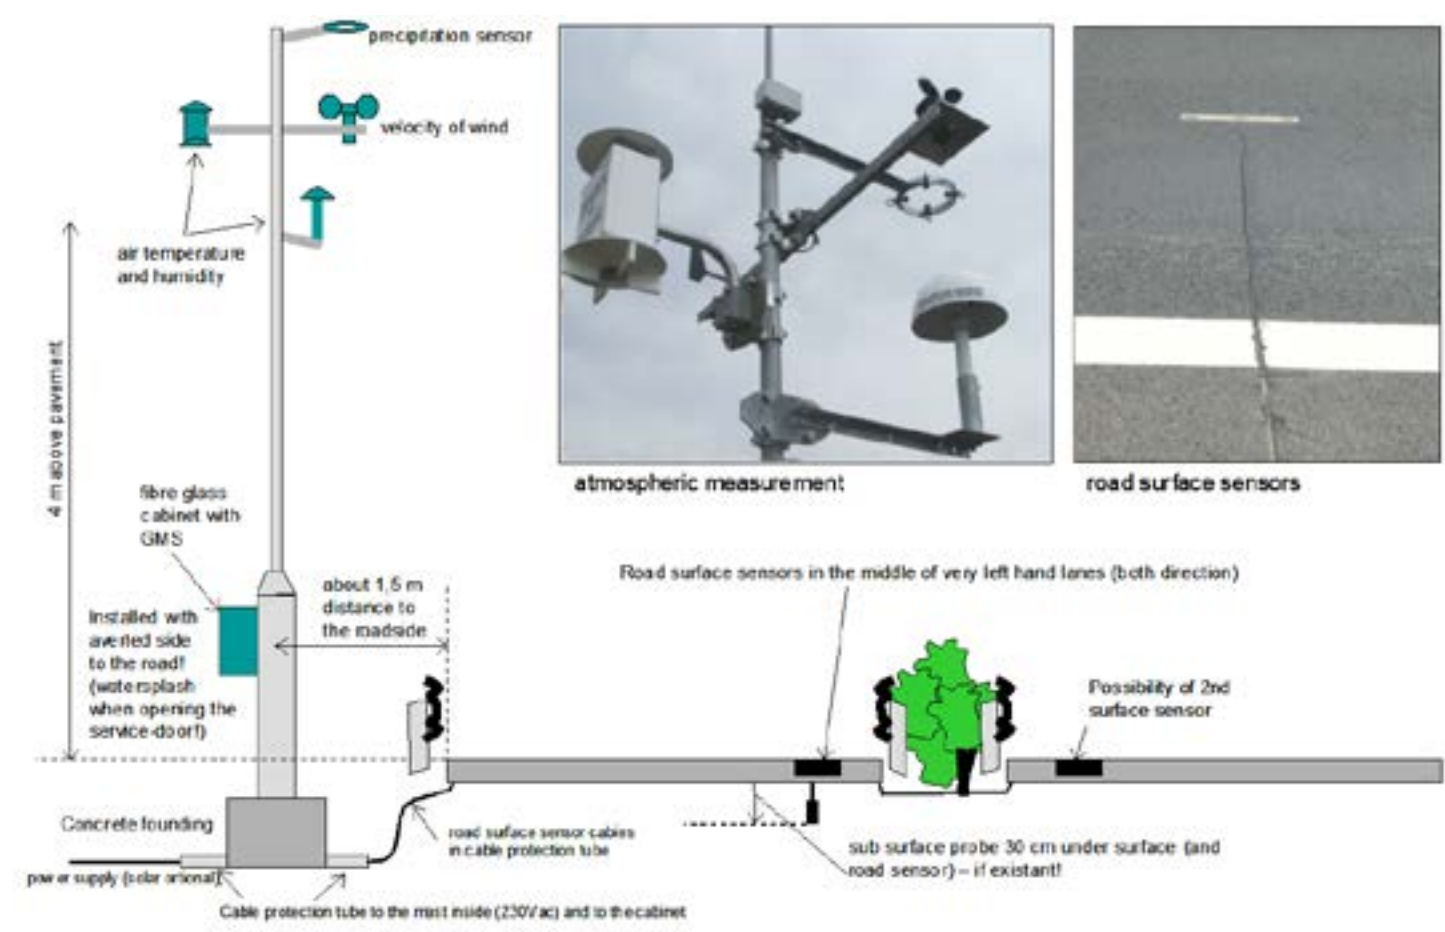 precipitation sensor
velocity of wind
air temperature
and humidity
4 m above pavement
atmospheric measurement
road surface sensors
fibre glass
cabinet with
GMS
about 1,5 m
distance to
the roadside
Installed with
averted side
to the road!
(watersplash
when opening the
service-door!)
Road surface sensors in the middle of very left hand lanes (both direction)
Possibility of 2nd
surface sensor
Concrete founding
road surface sensor cables
in cable protection tube
sub surface probe 30 cm under surface (and
road sensor) – if existant!
power supply (solar optional)
Cable protection tube to the mast inside (230Vac) and to the cabinet